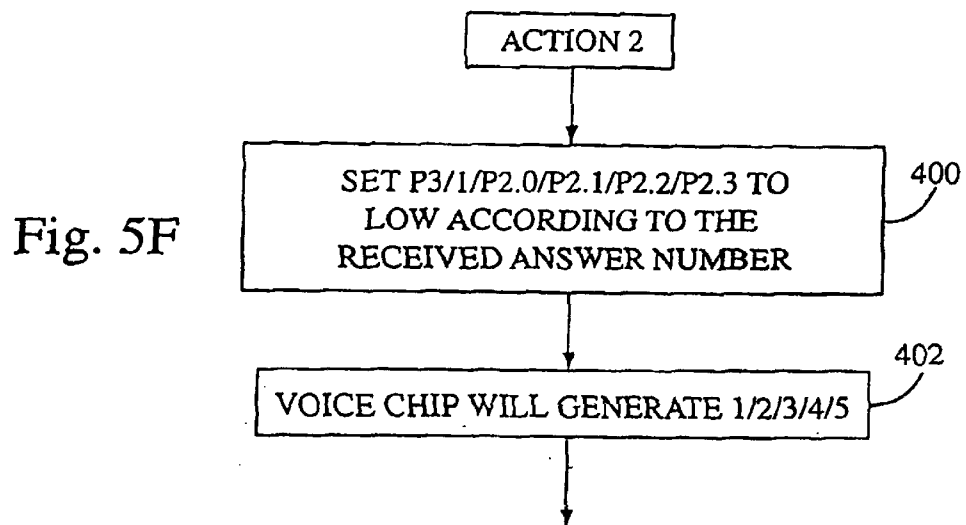 ACTION 2
SET P3/1/P2.0/P2.1/P2.2/P2.3 TO
LOW ACCORDING TO THE
RECEIVED ANSWER NUMBER
400
Fig. 5F
VOICE CHIP WILL GENERATE 1/2/3/4/5
402